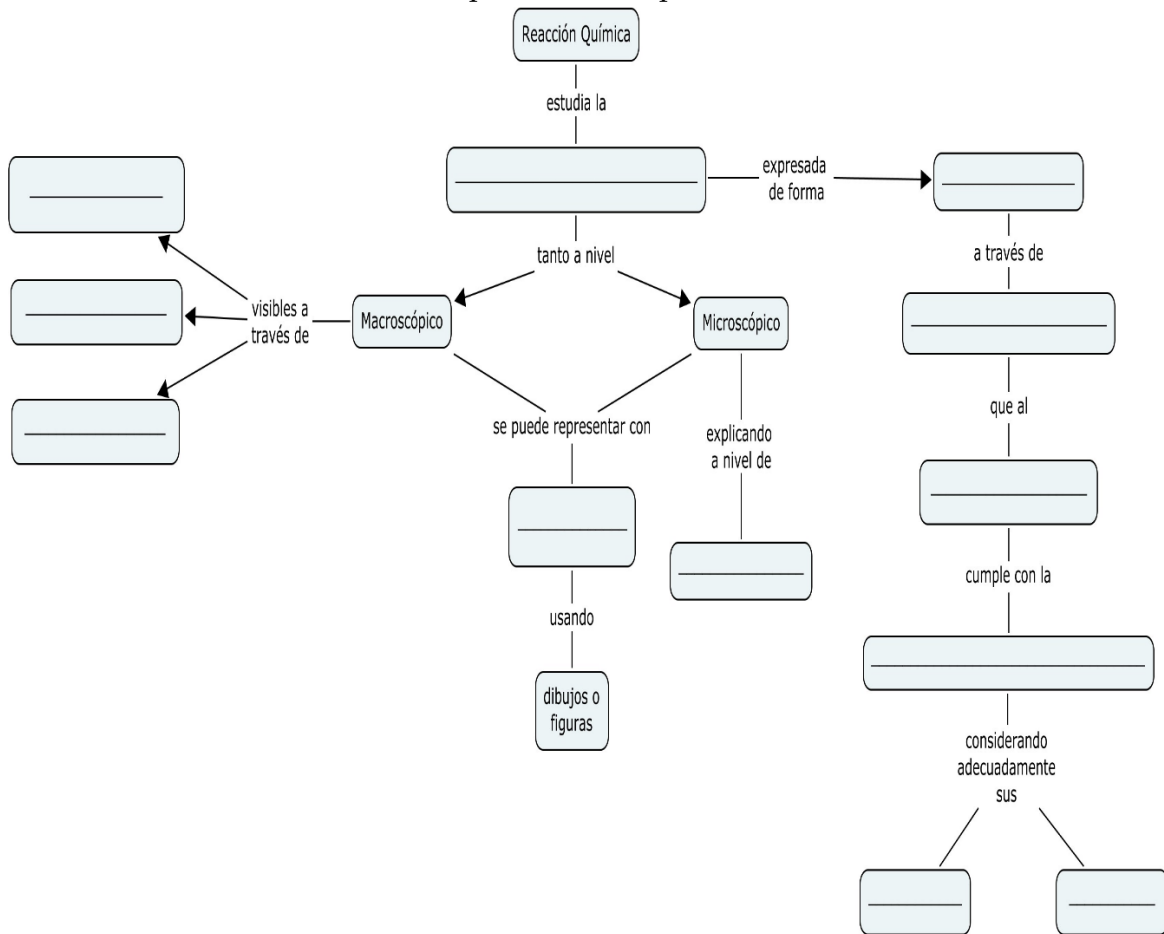 Reacción Química
estudia la
expresada
de forma
tanto a nivel
a través de
visibles a
través de
Macroscópico
Microscópico
se puede representar con
explicando
a nivel de
que al
usando
cumple con la
dibujos o
figuras
considerando
adecuadamente
sus